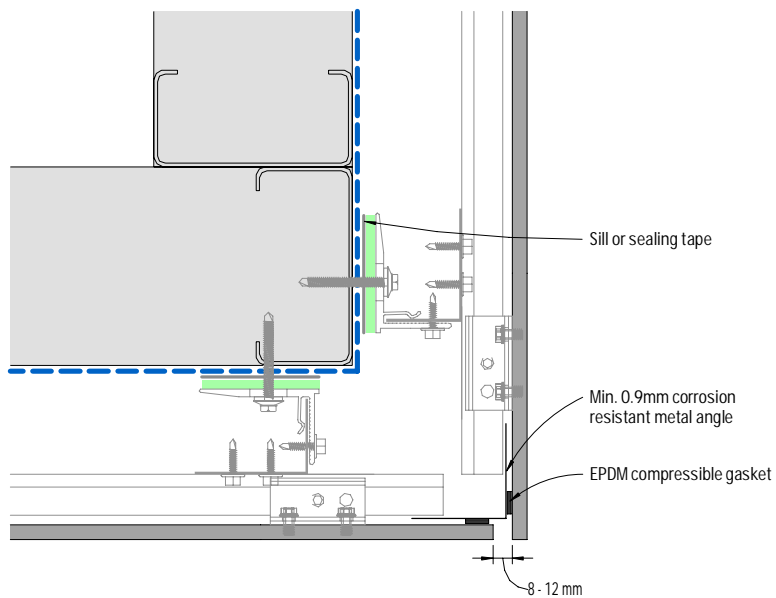 Sill or sealing tape
Min. 0.9mm corrosion
resistant metal angle
EPDM compressible gasket
8 - 12 mm